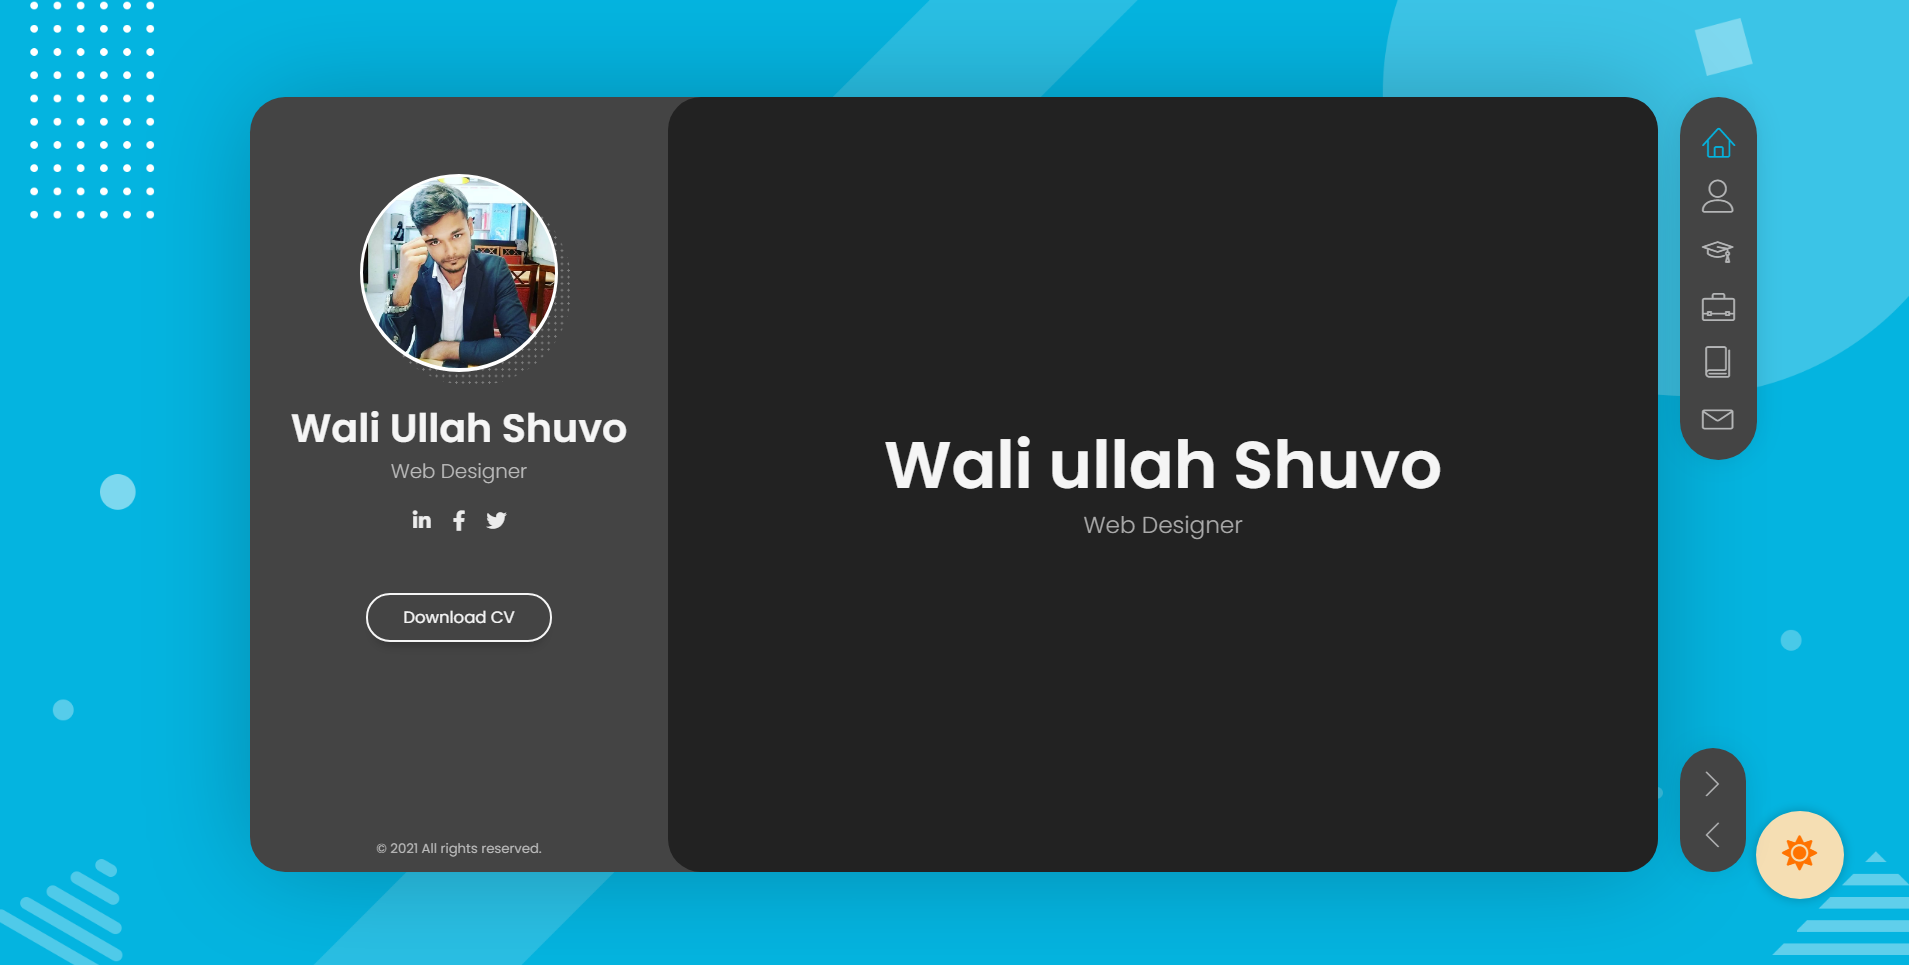 Wali Ullah Shuvo
Web Designer
in
Download CV
© 2021 All rights reserved.
Wali ullah Shuvo
Web Designer